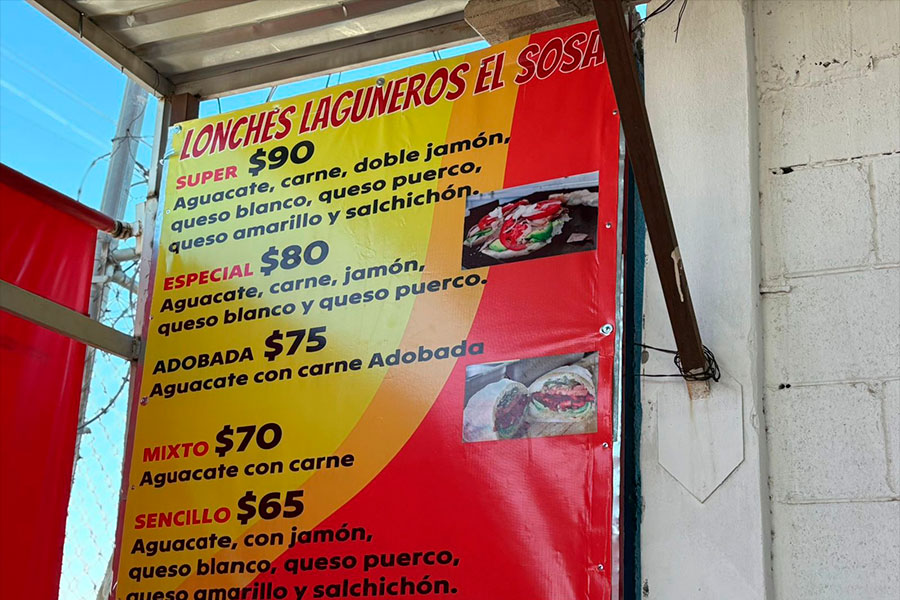 LONCHES LAGUNEROS EL SOSA
SUPER $90
Aguacate, carne, doble jamón,
queso blanco, queso puerco,
queso amarillo y salchichón.
ESPECIAL $80
Aguacate, carne, jamón,
queso blanco y queso puerco.
ADOBADA $75
Aguacate con carne Adobada
MIXTO $70
Aguacate con carne
SENCILLO $65
Aguacate, con jamón,
queso blanco, queso puerco,
queso amarillo y salchichón.